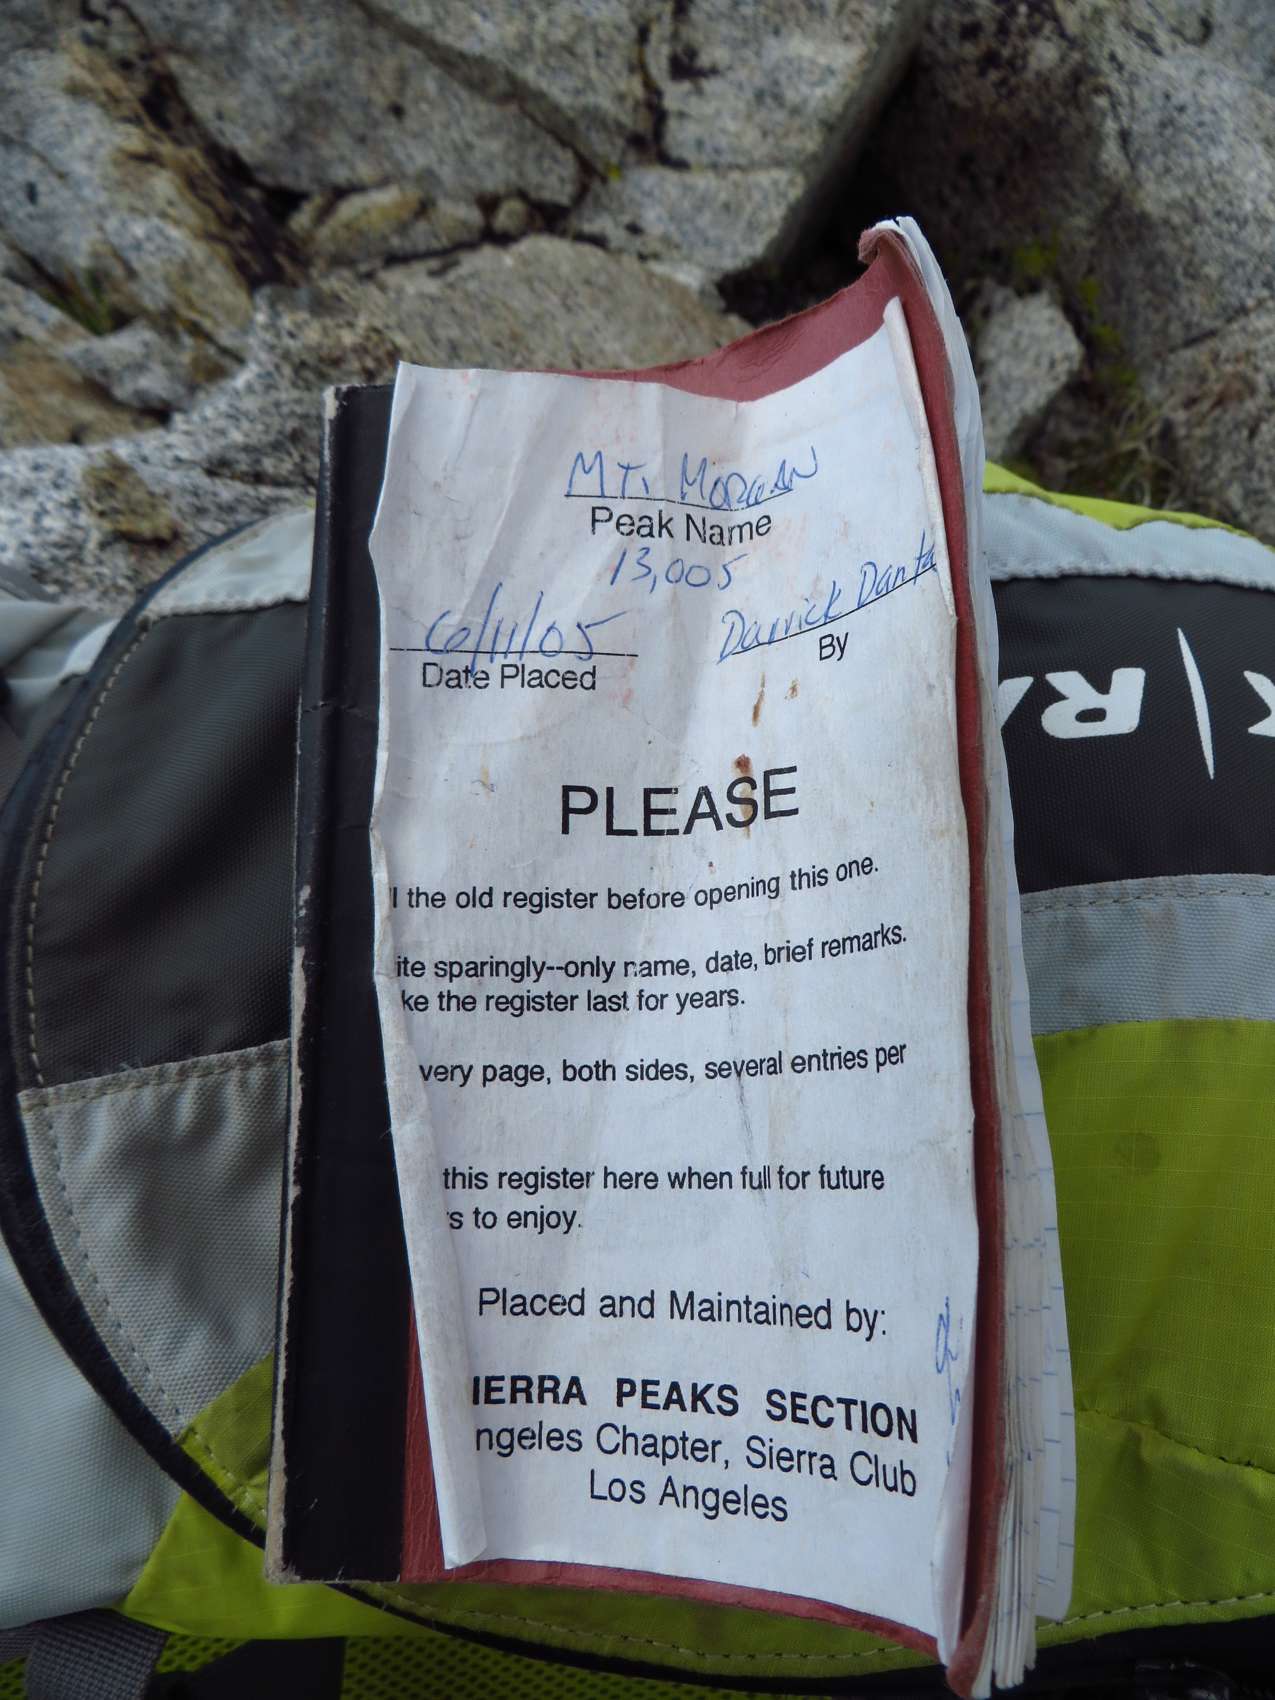 MT. MORGAN
Peak Name
13,005
6/11/05
Darrick Danta
Date Placed
By
PLEASE
l the old register before opening this one.
ite sparingly--only name, date, brief remarks.
ke the register last for years.
very page, both sides, several entries per
this register here when full for future
s to enjoy.
Placed and Maintained by:
IERRA PEAKS SECTION
ngeles Chapter, Sierra Club
Los Angeles